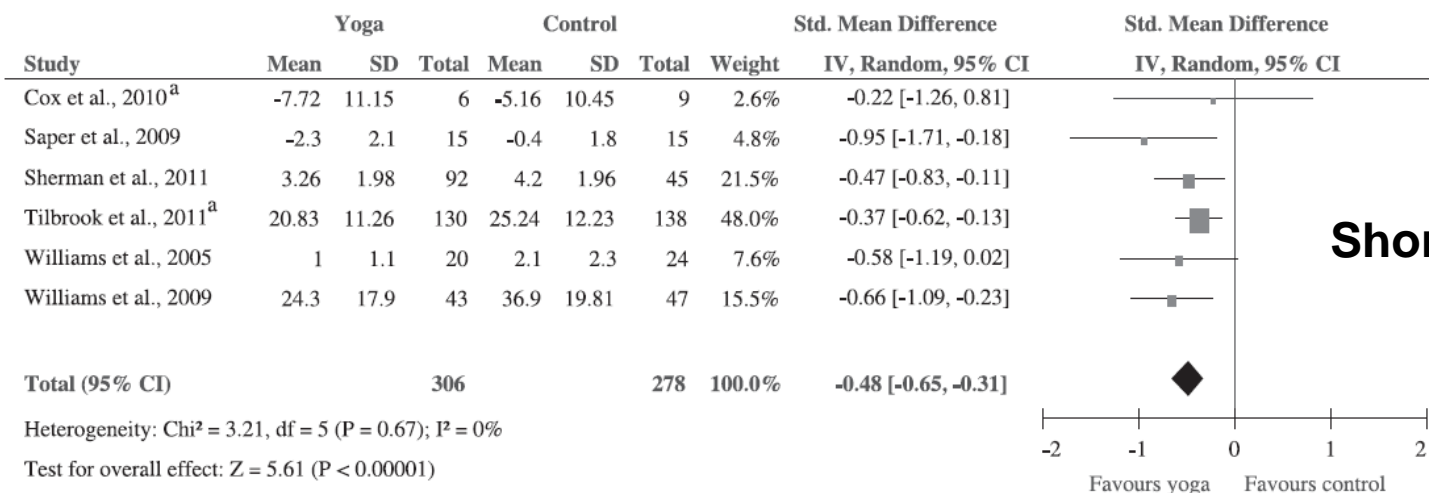 Yoga Control Std. Mean Difference Std. Mean Difference
Study Mean SD Total Mean SD Total Weight IV, Random, 95% CI IV, Random, 95% CI
Cox et al., 2010ª -7.72 11.15 6 -5.16 10.45 9 2.6% -0.22 [-1.26, 0.81]
Saper et al., 2009 -2.3 2.1 15 -0.4 1.8 15 4.8% -0.95 [-1.71, -0.18]
Sherman et al., 2011 3.26 1.98 92 4.2 1.96 45 21.5% -0.47 [-0.83, -0.11]
Tilbrook et al., 2011ª 20.83 11.26 130 25.24 12.23 138 48.0% -0.37 [-0.62, -0.13]
Shor
Williams et al., 2005 1 1.1 20 2.1 2.3 24 7.6% -0.58 [-1.19, 0.02]
Williams et al., 2009 24.3 17.9 43 36.9 19.81 47 15.5% -0.66 [-1.09, -0.23]
Total (95% CI) 306 278 100.0% -0.48 [-0.65, -0.31]
Heterogeneity: Chi² = 3.21, df = 5 (P = 0.67); I² = 0%
Test for overall effect: Z = 5.61 (P < 0.00001)
-2 -1 0 1 2
Favours yoga Favours control